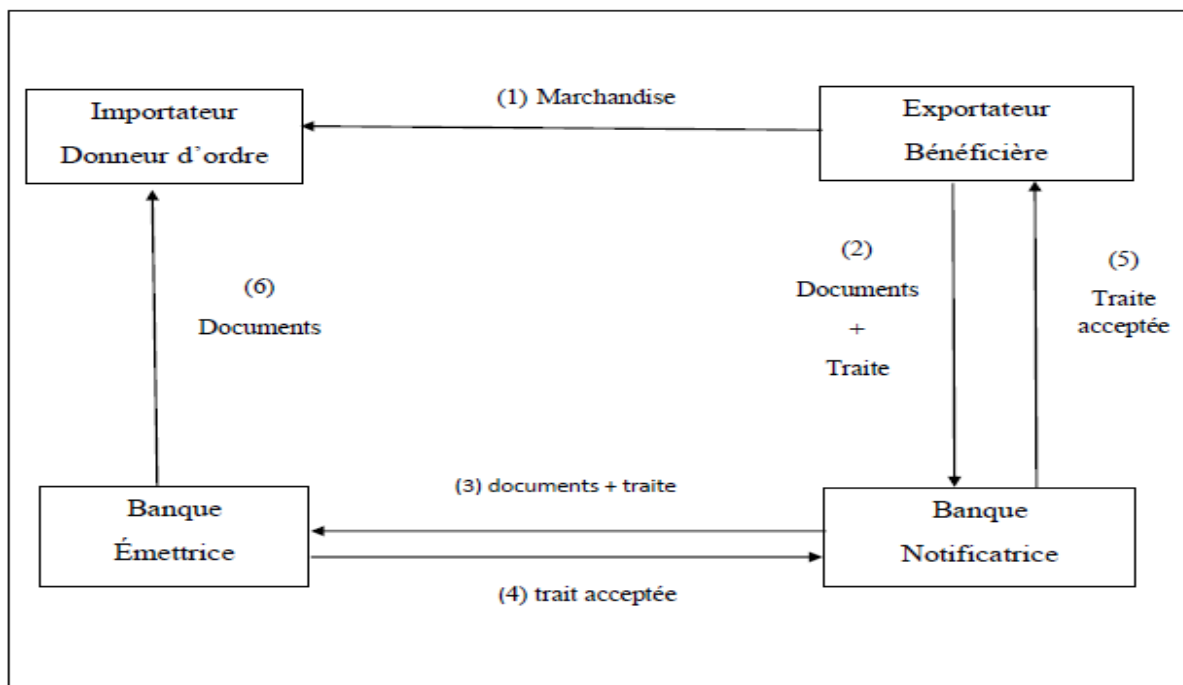 (1) Marchandise
Importateur
Donneur d'ordre
Exportateur
Bénéficière
(2)
Documents
+
Traite
(5)
Traite
acceptée
(6)
Documents
(3) documents + traite
Banque
Émettrice
Banque
Notificatrice
(4) trait acceptée